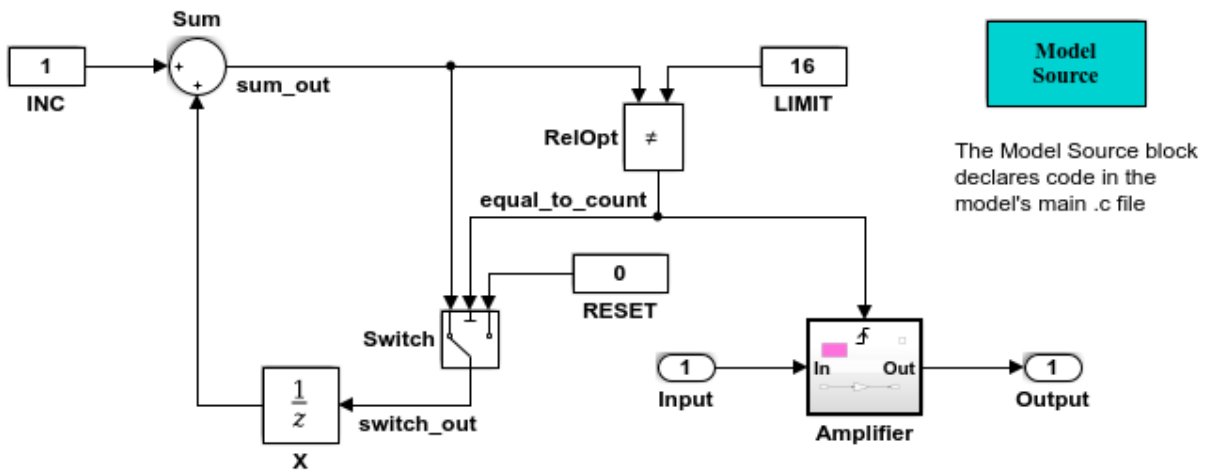 Sum
1
INC
+
+
sum_out
16
LIMIT
Model
Source
RelOpt
≠
The Model Source block
declares code in the
model's main .c file
equal_to_count
0
RESET
Switch
1
Input
In
Out
Amplifier
1
Output
1
z
switch_out
X